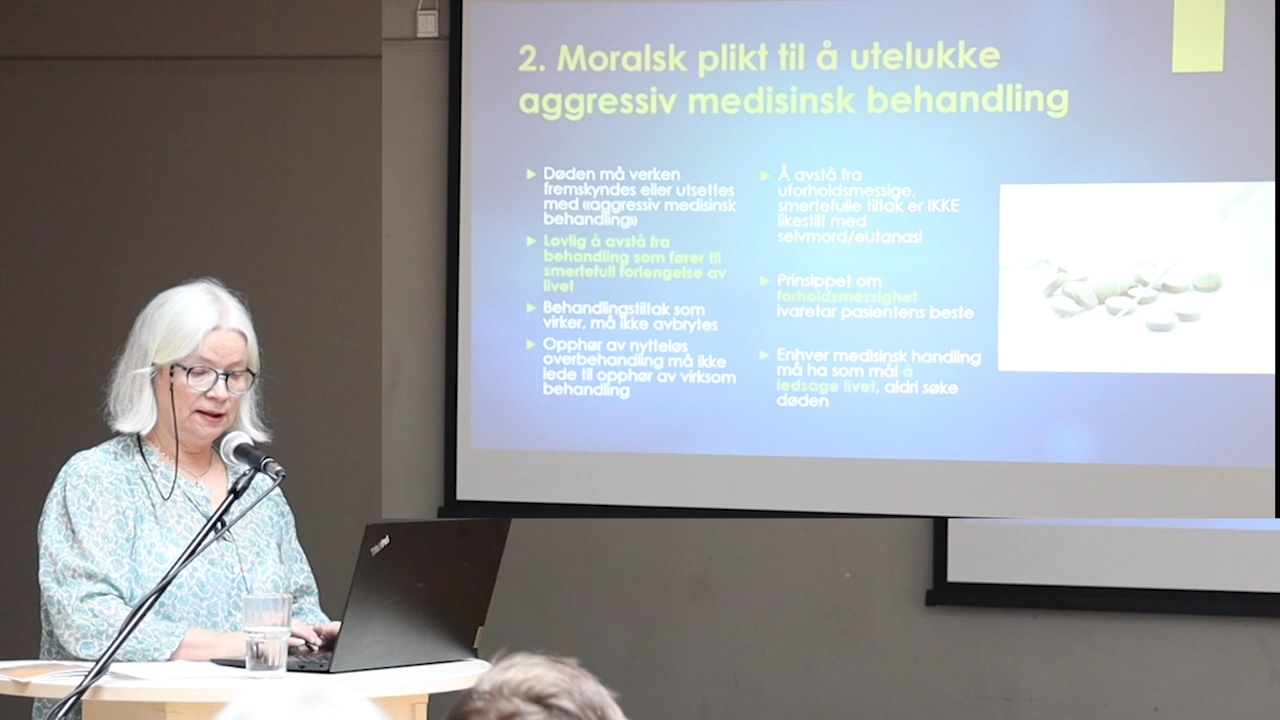 2. Moralsk plikt til å utelukke
aggressiv medisinsk behandling
Døden må verken
fremskyndes eller utsettes
med «aggressiv medisinsk
behandling»
Lovlig å avstå fra
behandling som fører til
smertefull forlengelse av
livet
Behandlingstiltak som
virker, må ikke avbrytes
Opphør av nytteløs
overbehandling må ikke
lede til opphør av virksom
behandling
Å avstå fra
uforholdsmessige,
smertefulle tiltak er IKKE
likestilt med
selvmord/eutanasi
Prinsippet om
forholdsmessighet
ivaretar pasientens beste
Enhver medisinsk handling
må ha som mål å
ledsage livet, aldri søke
døden
ThinkPad